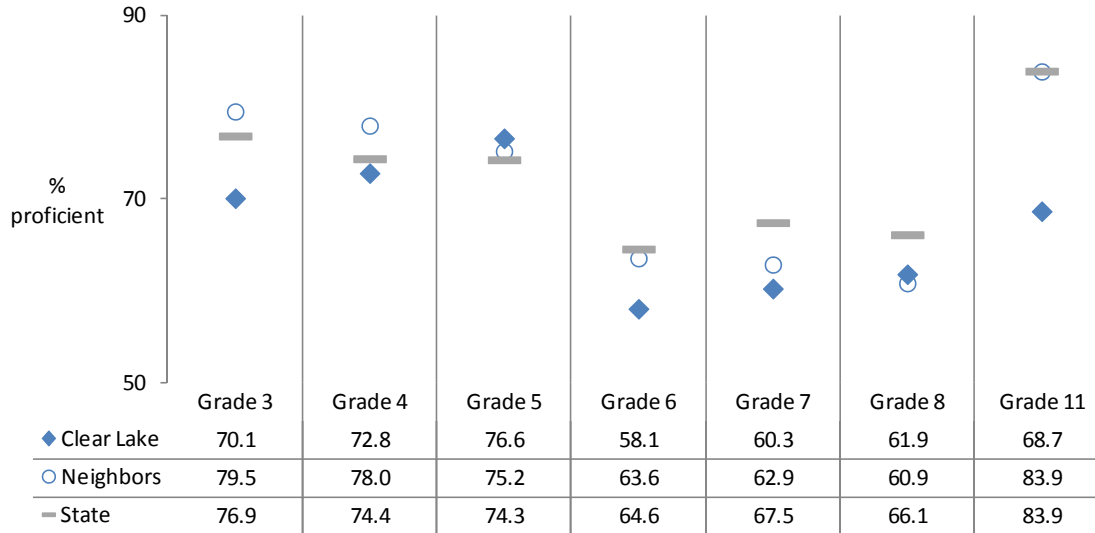 90
%
proficient
70
50
Grade 3 Grade 4 Grade 5 Grade 6 Grade 7 Grade 8 Grade 11
Clear Lake 70.1 72.8 76.6 58.1 60.3 61.9 68.7
Neighbors 79.5 78.0 75.2 63.6 62.9 60.9 83.9
State 76.9 74.4 74.3 64.6 67.5 66.1 83.9